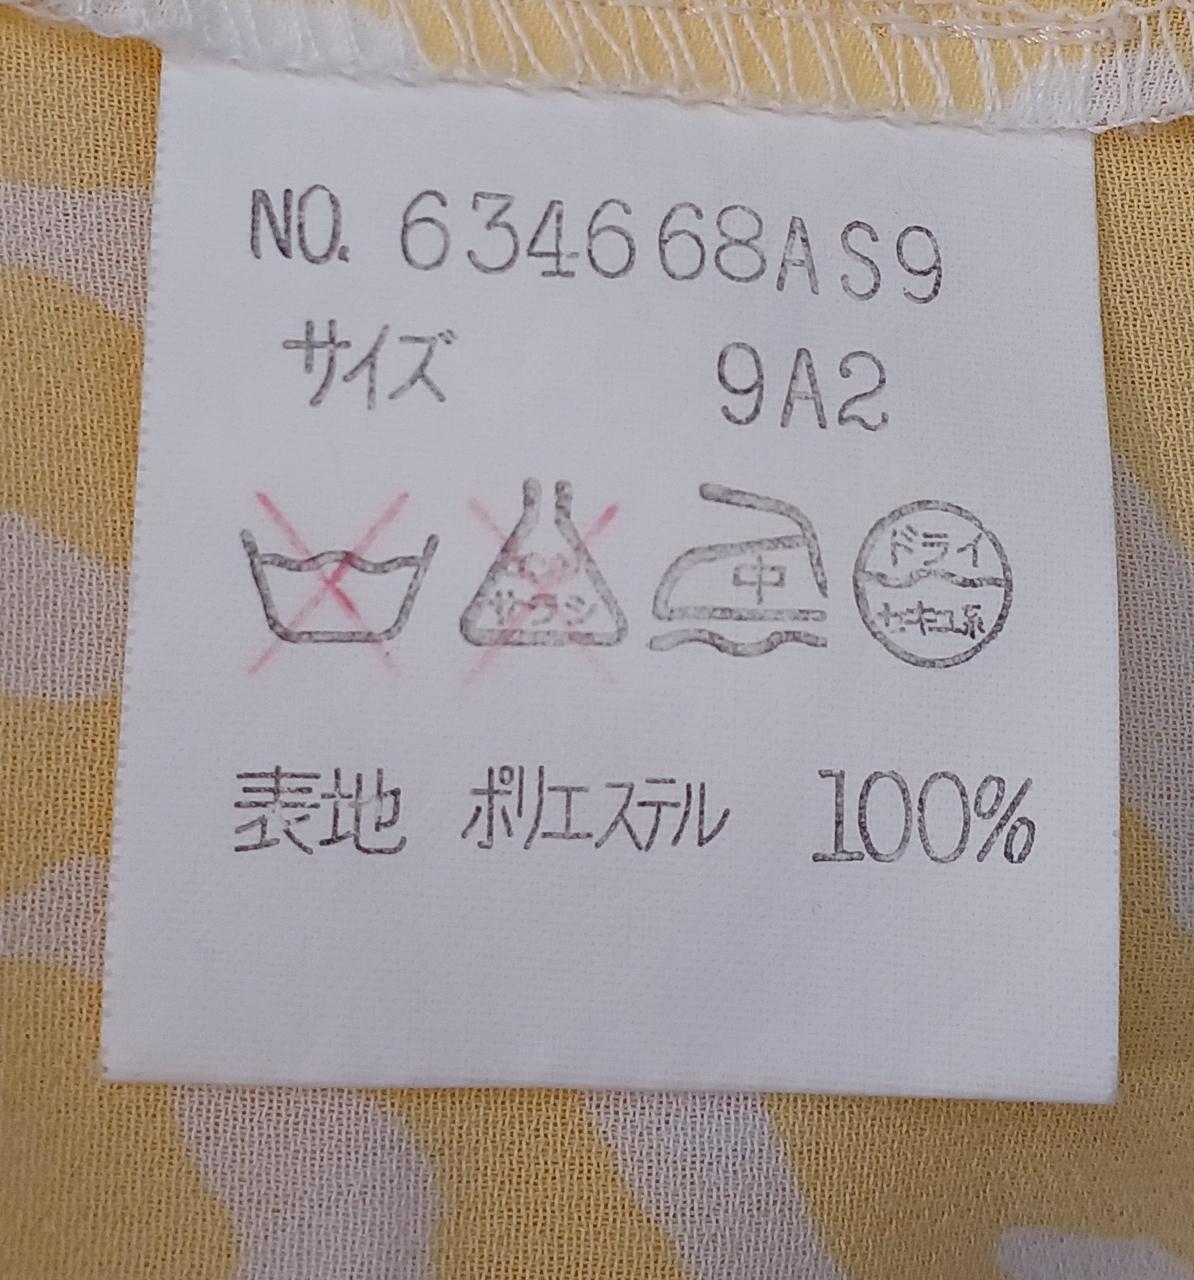 NO. 634668AS9
サイズ 9A2
エンソ サラシ 中 ドライ セキユ系
表地 ポリエステル 100%